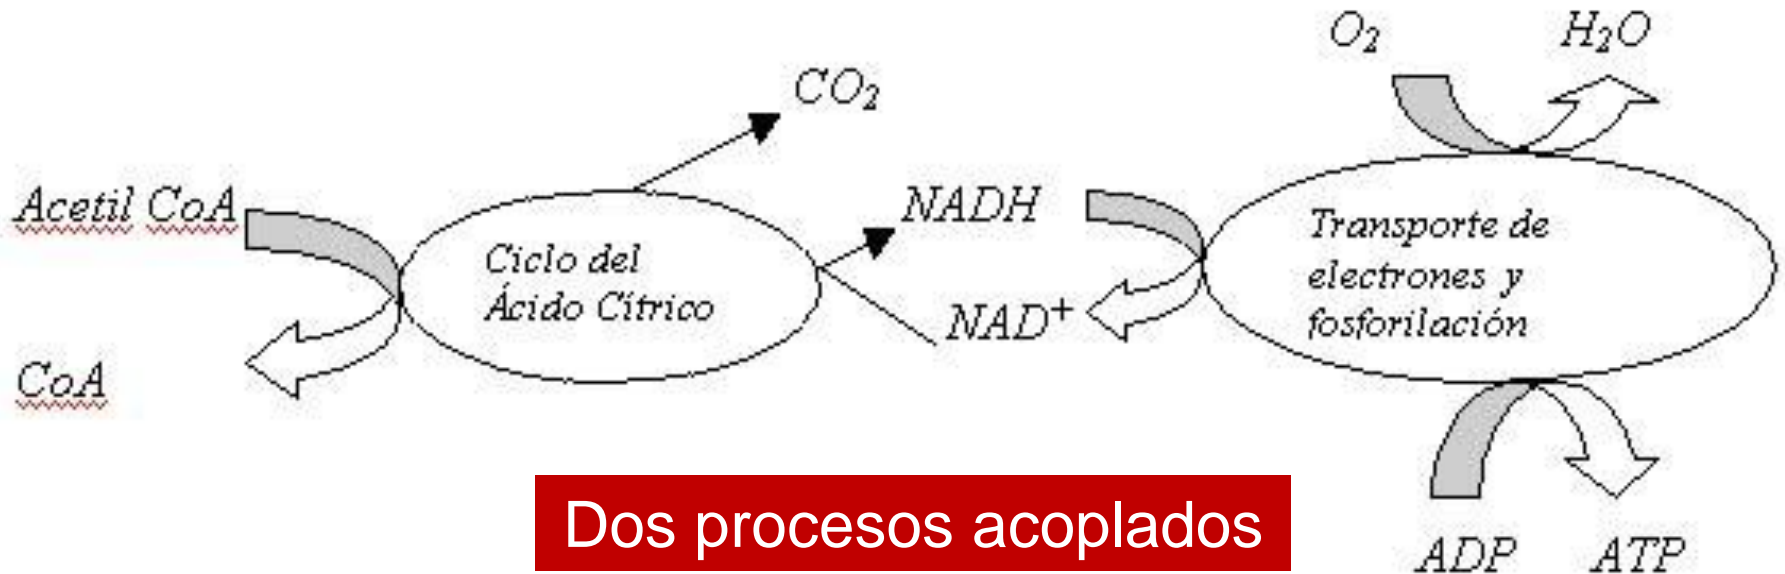 O₂
H₂O
CO₂
Acetil CoA
NADH
Ciclo del
Ácido Cítrico
Transporte de
electrones y
fosforilación
NAD⁺
CoA
Dos procesos acoplados
ADP
ATP